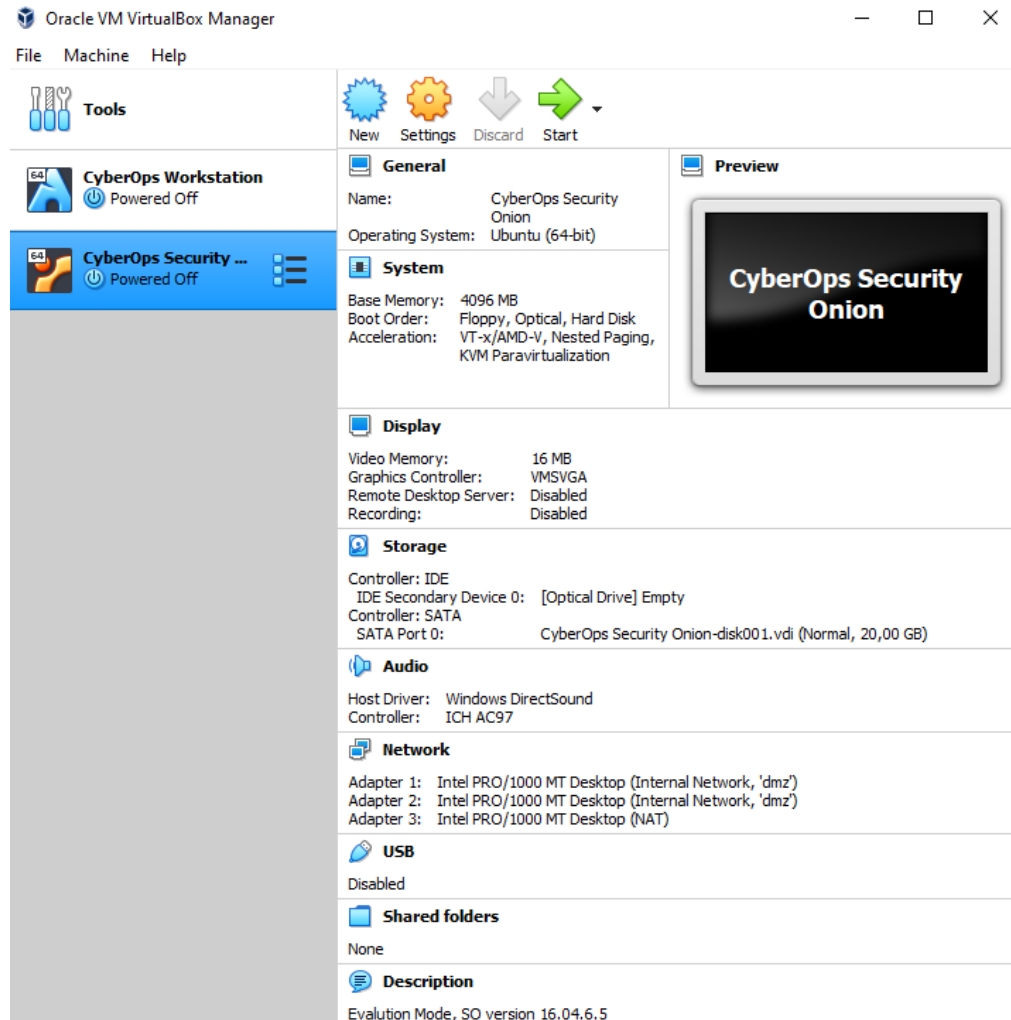 Oracle VM VirtualBox Manager
File Machine Help
Tools
New Settings Discard Start
64
CyberOps Workstation
Powered Off
64
CyberOps Security ...
Powered Off
General
Name: CyberOps Security
Onion
Operating System: Ubuntu (64-bit)
Preview
CyberOps Security
Onion
System
Base Memory: 4096 MB
Boot Order: Floppy, Optical, Hard Disk
Acceleration: VT-x/AMD-V, Nested Paging,
KVM Paravirtualization
Display
Video Memory: 16 MB
Graphics Controller: VMSVGA
Remote Desktop Server: Disabled
Recording: Disabled
Storage
Controller: IDE
IDE Secondary Device 0: [Optical Drive] Empty
Controller: SATA
SATA Port 0: CyberOps Security Onion-disk001.vdi (Normal, 20,00 GB)
Audio
Host Driver: Windows DirectSound
Controller: ICH AC97
Network
Adapter 1: Intel PRO/1000 MT Desktop (Internal Network, 'dmz')
Adapter 2: Intel PRO/1000 MT Desktop (Internal Network, 'dmz')
Adapter 3: Intel PRO/1000 MT Desktop (NAT)
USB
Disabled
Shared folders
None
Description
Evalution Mode, SO version 16.04.6.5